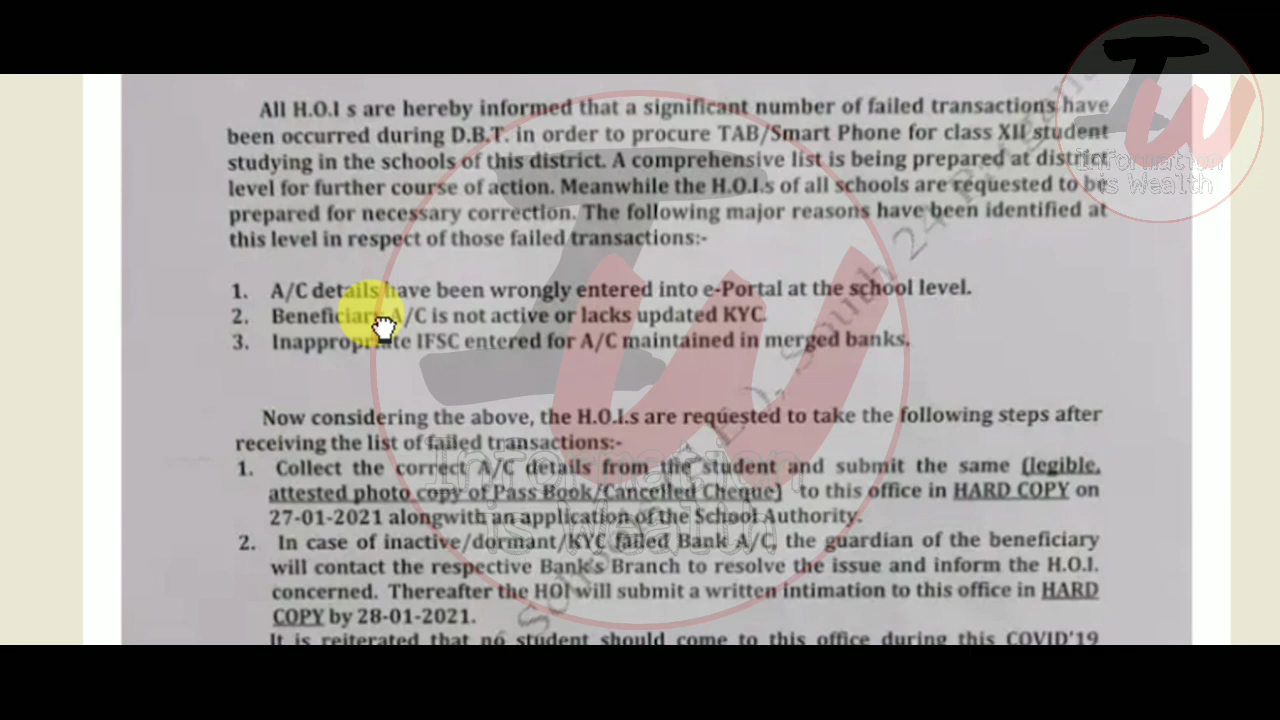 All H.O.I s are hereby informed that a significant number of failed transactions have
been occurred during D.B.T. in order to procure TAB/Smart Phone for class XII student
studying in the schools of this district. A comprehensive list is being prepared at district
level for further course of action. Meanwhile the H.O.I.s of all schools are requested to be
prepared for necessary correction. The following major reasons have been identified at
this level in respect of those failed transactions:-
1. A/C details have been wrongly entered into e-Portal at the school level.
2. Beneficiary A/C is not active or lacks updated KYC.
3. Inappropriate IFSC entered for A/C maintained in merged banks.
Now considering the above, the H.O.I.s are requested to take the following steps after
receiving the list of failed transactions:-
1. Collect the correct A/C details from the student and submit the same (legible,
attested photo copy of Pass Book/Cancelled Cheque) to this office in HARD COPY on
27-01-2021 alongwith an application of the School Authority.
2. In case of inactive/dormant/KYC failed Bank A/C, the guardian of the beneficiary
will contact the respective Bank's Branch to resolve the issue and inform the H.O.I.
concerned. Thereafter the HOI will submit a written intimation to this office in HARD
COPY by 28-01-2021.
It is reiterated that no student should come to this office during this COVID'19
IW
Information
is Wealth
IW
Information
is Wealth
South 24